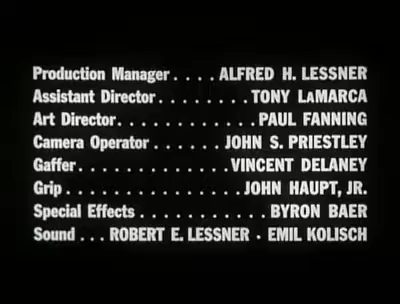 Production Manager . . . . ALFRED H. LESSNER
Assistant Director . . . . . . . . TONY LaMARCA
Art Director . . . . . . . . . . . . PAUL FANNING
Camera Operator . . . . . . JOHN S. PRIESTLEY
Gaffer . . . . . . . . . . . . . VINCENT DELANEY
Grip . . . . . . . . . . . . . . . JOHN HAUPT, JR.
Special Effects . . . . . . . . . . . BYRON BAER
Sound . . . ROBERT E. LESSNER · EMIL KOLISCH